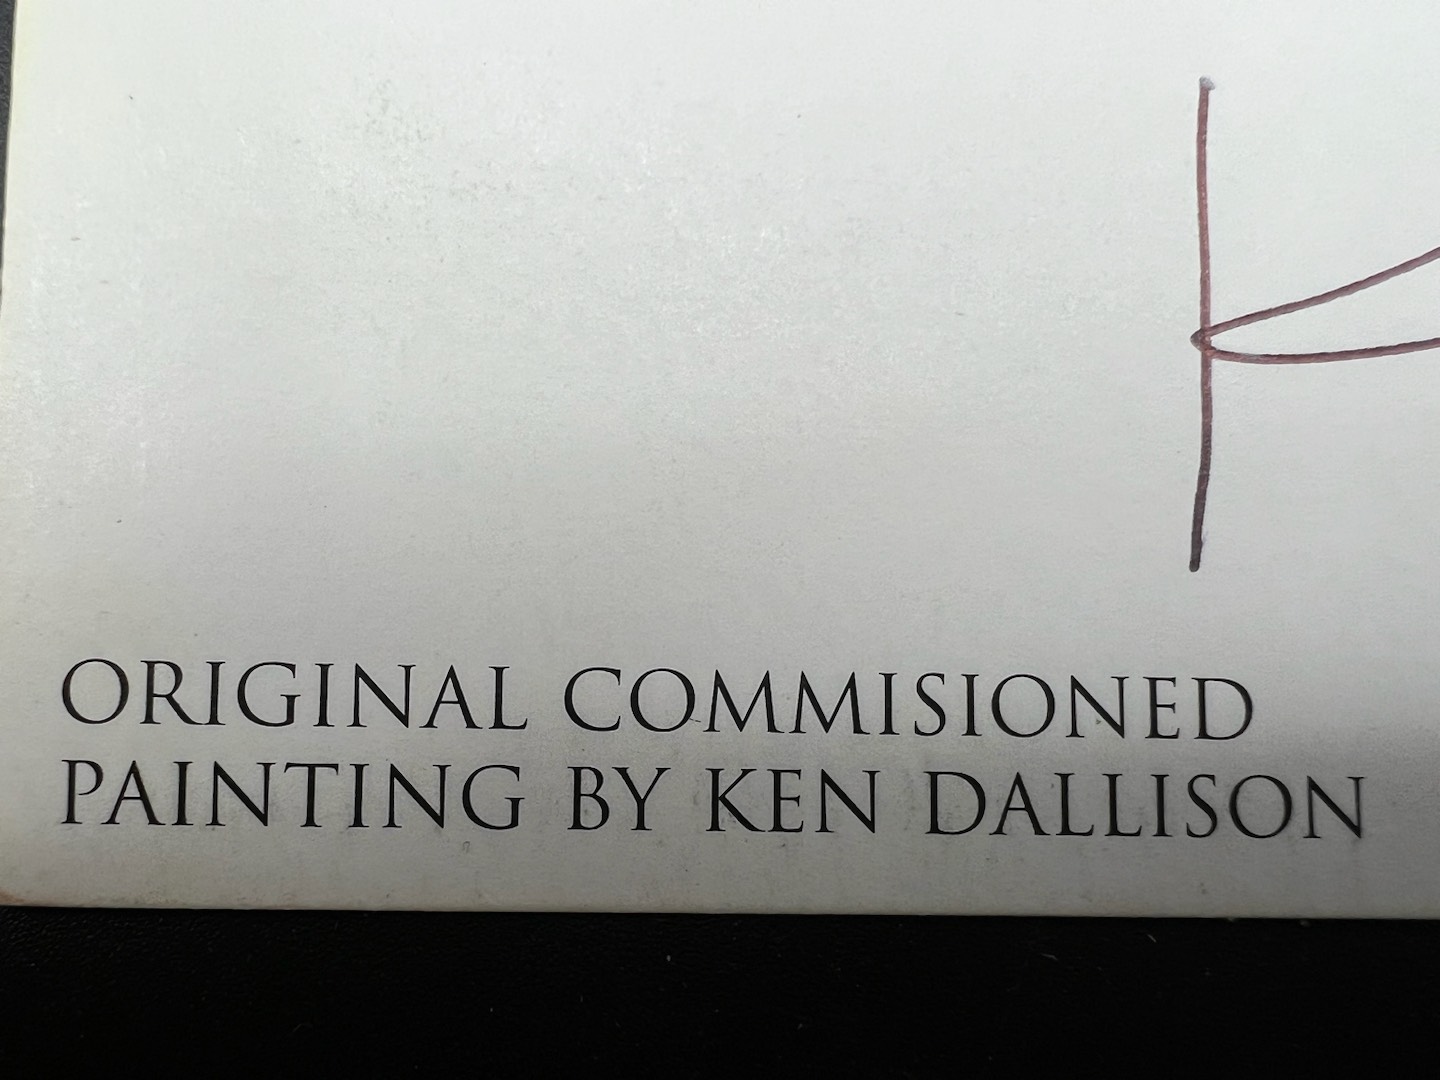 K
ORIGINAL COMMISIONED
PAINTING BY KEN DALLISON